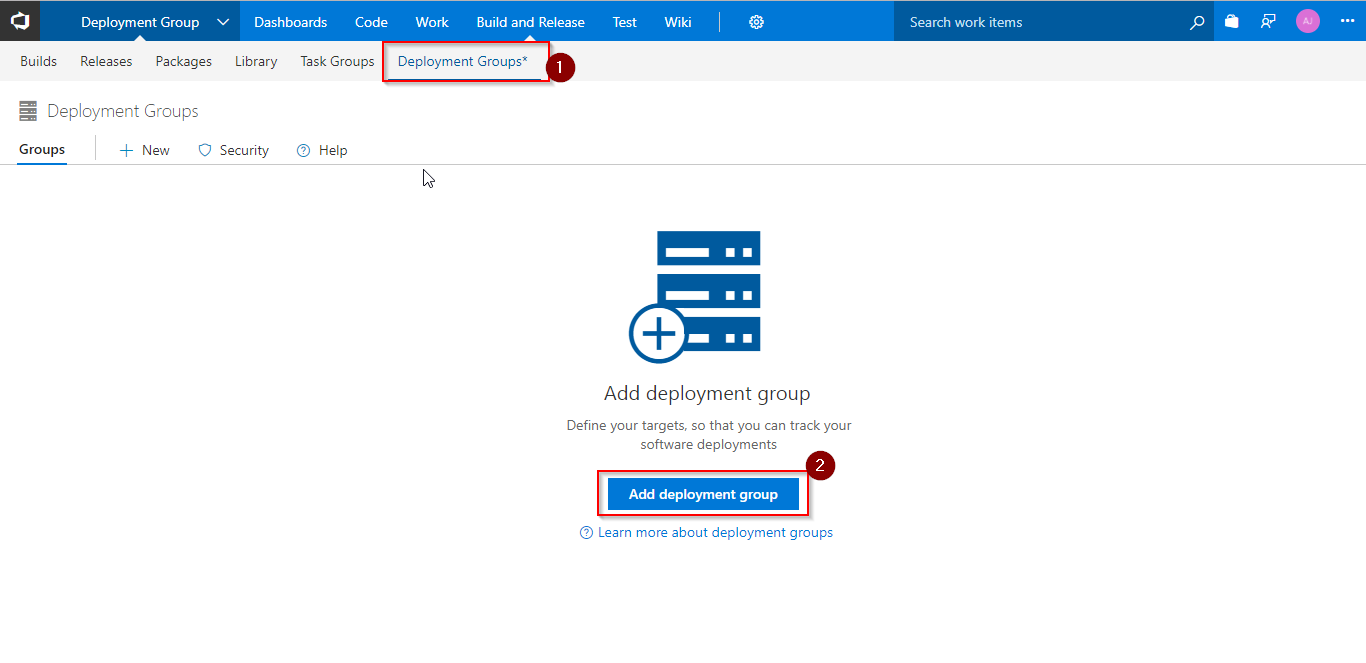 Deployment Group Dashboards Code Work Build and Release Test Wiki Search work items AJ
Builds Releases Packages Library Task Groups Deployment Groups* 1
Deployment Groups
Groups New Security Help
Add deployment group
Define your targets, so that you can track your
software deployments
2
Add deployment group
Learn more about deployment groups